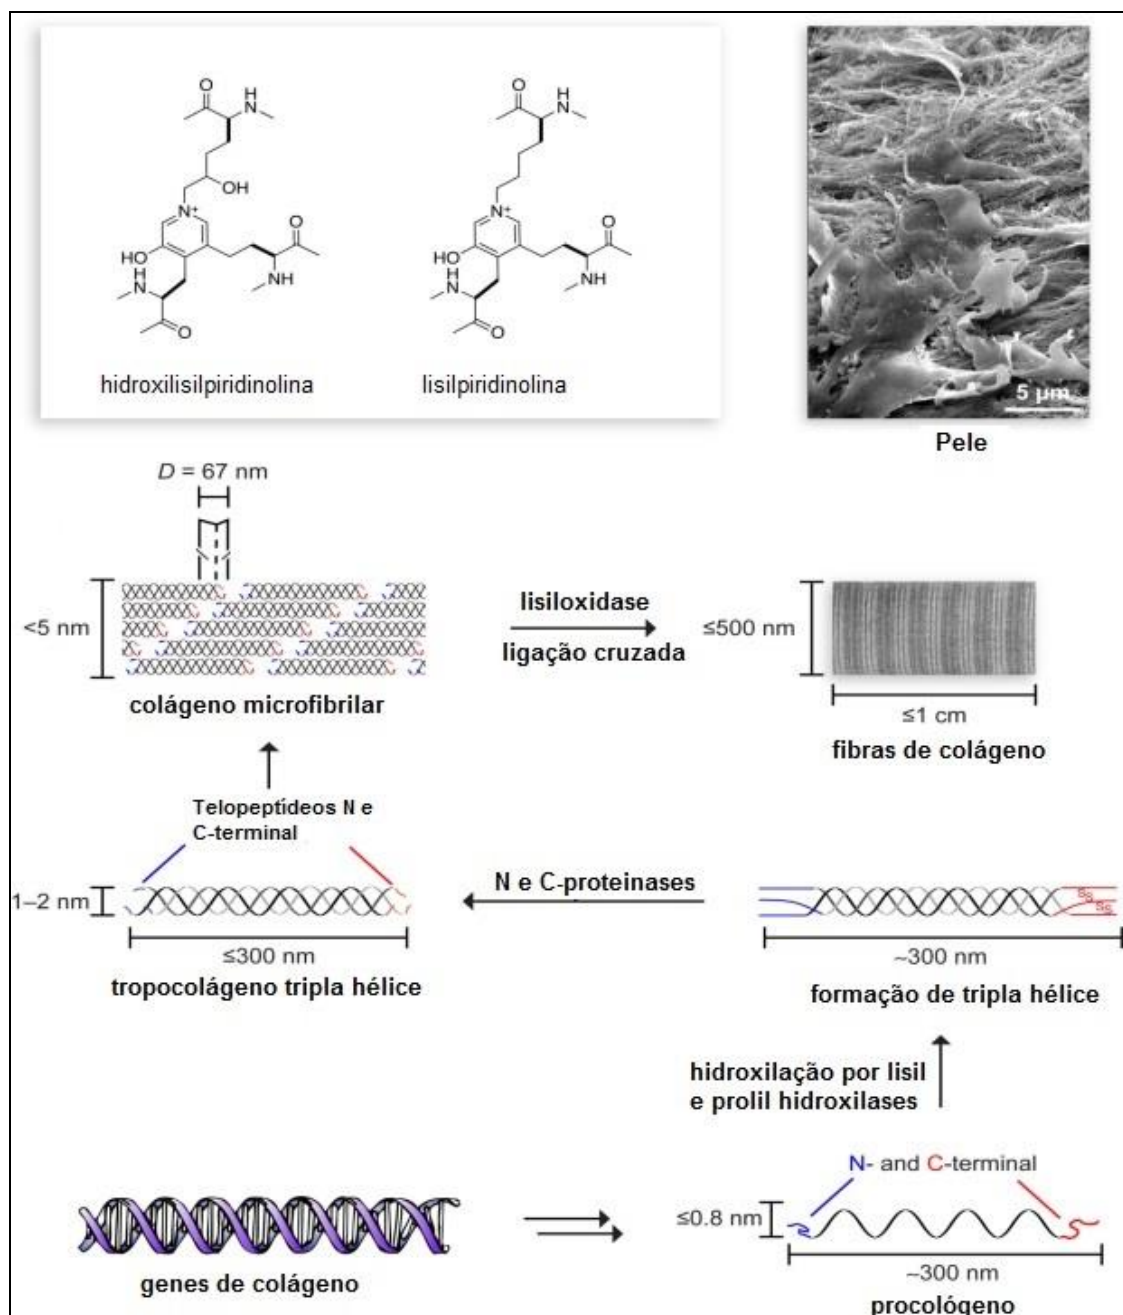 O
H
N
OH
N+
HO
O
H
N
NH
O
hidroxilisilpiridinolina
O
H
N
N+
HO
O
H
N
NH
O
lisilpiridinolina
5 µm
Pele
D = 67 nm
<5 nm
colágeno microfibrilar
lisiloxidase
ligação cruzada
≤500 nm
≤1 cm
fibras de colágeno
Telopeptídeos N e
C-terminal
1–2 nm
≤300 nm
tropocolágeno tripla hélice
N e C-proteinases
S
S
S
S
~300 nm
formação de tripla hélice
hidroxilação por lisil
e prolil hidroxilases
N- and C-terminal
≤0.8 nm
~300 nm
procológeno
genes de colágeno